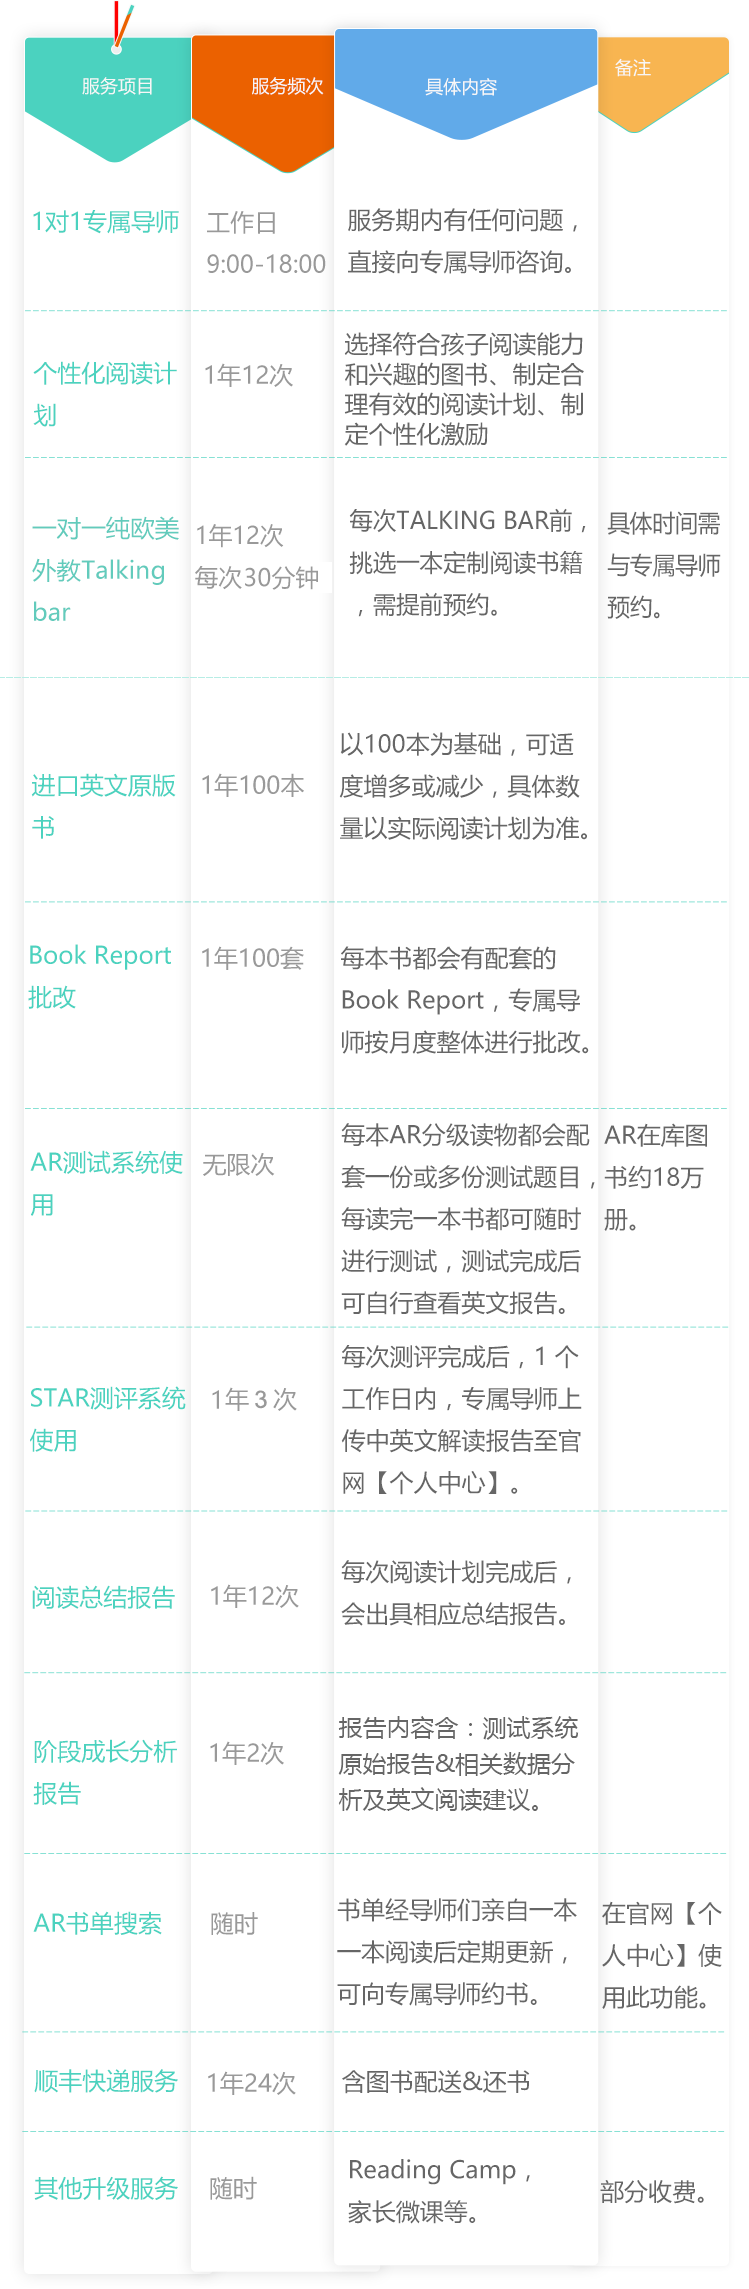 服务项目
服务频次
具体内容
备注
1对1专属导师
工作日
9:00-18:00
服务期内有任何问题，
直接向专属导师咨询。
个性化阅读计
划
1年12次
选择符合孩子阅读能力
和兴趣的图书、制定合
理有效的阅读计划、制
定个性化激励
一对一纯欧美
外教Talking
bar
1年12次
每次30分钟
每次TALKING BAR前，
挑选一本定制阅读书籍
，需提前预约。
具体时间需
与专属导师
预约。
进口英文原版
书
1年100本
以100本为基础，可适
度增多或减少，具体数
量以实际阅读计划为准。
Book Report
批改
1年100套
每本书都会有配套的
Book Report，专属导
师按月度整体进行批改。
AR测试系统使
用
无限次
每本AR分级读物都会配
套一份或多份测试题目，
每读完一本书都可随时
进行测试，测试完成后
可自行查看英文报告。
AR在库图
书约18万
册。
STAR测评系统
使用
1年 3 次
每次测评完成后，1 个
工作日内，专属导师上
传中英文解读报告至官
网【个人中心】。
阅读总结报告
1年12次
每次阅读计划完成后，
会出具相应总结报告。
阶段成长分析
报告
1年2次
报告内容含：测试系统
原始报告&相关数据分
析及英文阅读建议。
AR书单搜索
随时
书单经导师们亲自一本
一本阅读后定期更新，
可向专属导师约书。
在官网【个
人中心】使
用此功能。
顺丰快递服务
1年24次
含图书配送&还书
其他升级服务
随时
Reading Camp，
家长微课等。
部分收费。